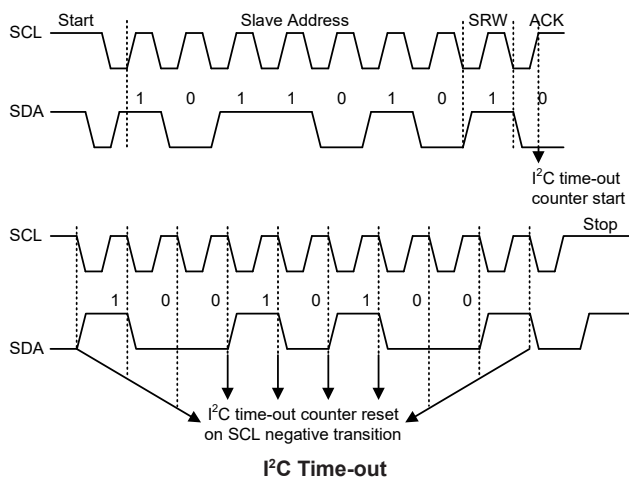 Start Slave Address SRW ACK
SCL
1 0 1 1 0 1 0 1 0
SDA
I²C time-out
counter start
SCL Stop
1 0 0 1 0 1 0 0
SDA
I²C time-out counter reset
on SCL negative transition
I²C Time-out